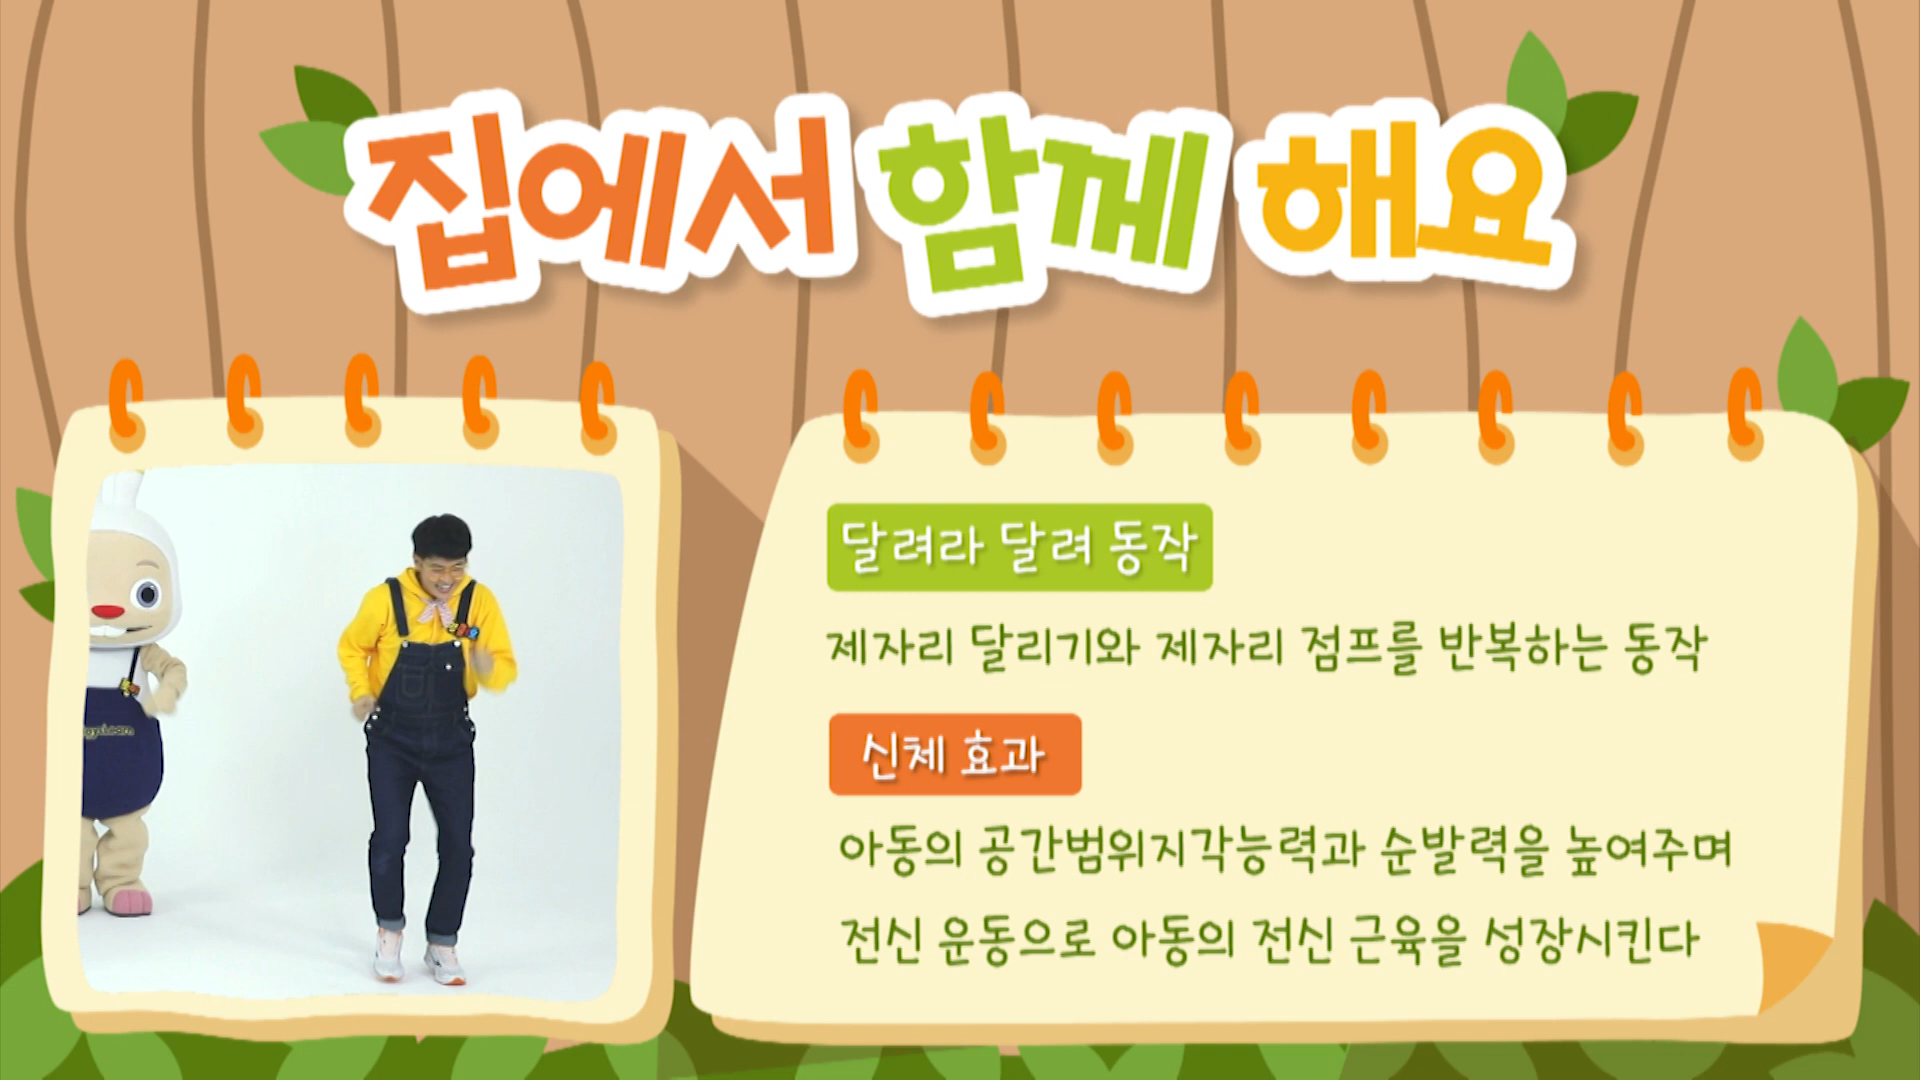 집에서 함께 해요
달려라 달려 동작
제자리 달리기와 제자리 점프를 반복하는 동작
신체 효과
아동의 공간범위지각능력과 순발력을 높여주며
전신 운동으로 아동의 전신 근육을 성장시킨다